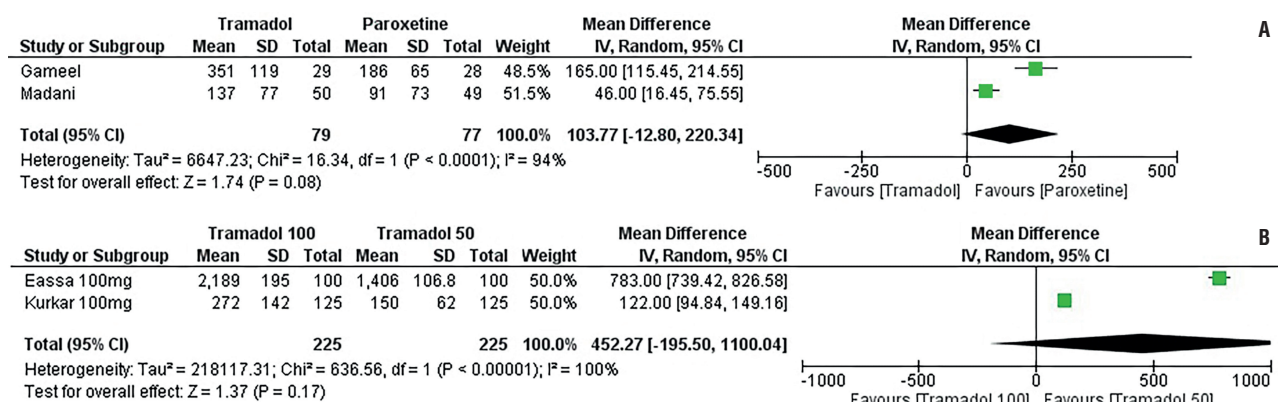 A
Tramadol Paroxetine Mean Difference Mean Difference
Study or Subgroup Mean SD Total Mean SD Total Weight IV, Random, 95% CI IV, Random, 95% CI
Gameel 351 119 29 186 65 28 48.5% 165.00 [115.45, 214.55]
Madani 137 77 50 91 73 49 51.5% 46.00 [16.45, 75.55]
Total (95% CI) 79 77 100.0% 103.77 [-12.80, 220.34]
Heterogeneity: Tau² = 6647.23; Chi² = 16.34, df = 1 (P < 0.0001); I² = 94%
Test for overall effect: Z = 1.74 (P = 0.08)
-500 -250 0 250 500
Favours [Tramadol] Favours [Paroxetine]
B
Tramadol 100 Tramadol 50 Mean Difference Mean Difference
Study or Subgroup Mean SD Total Mean SD Total Weight IV, Random, 95% CI IV, Random, 95% CI
Eassa 100mg 2,189 195 100 1,406 106.8 100 50.0% 783.00 [739.42, 826.58]
Kurkar 100mg 272 142 125 150 62 125 50.0% 122.00 [94.84, 149.16]
Total (95% CI) 225 225 100.0% 452.27 [-195.50, 1100.04]
Heterogeneity: Tau² = 218117.31; Chi² = 636.56, df = 1 (P < 0.00001); I² = 100%
Test for overall effect: Z = 1.37 (P = 0.17)
-1000 -500 0 500 1000
Favours [Tramadol 100] Favours [Tramadol 50]